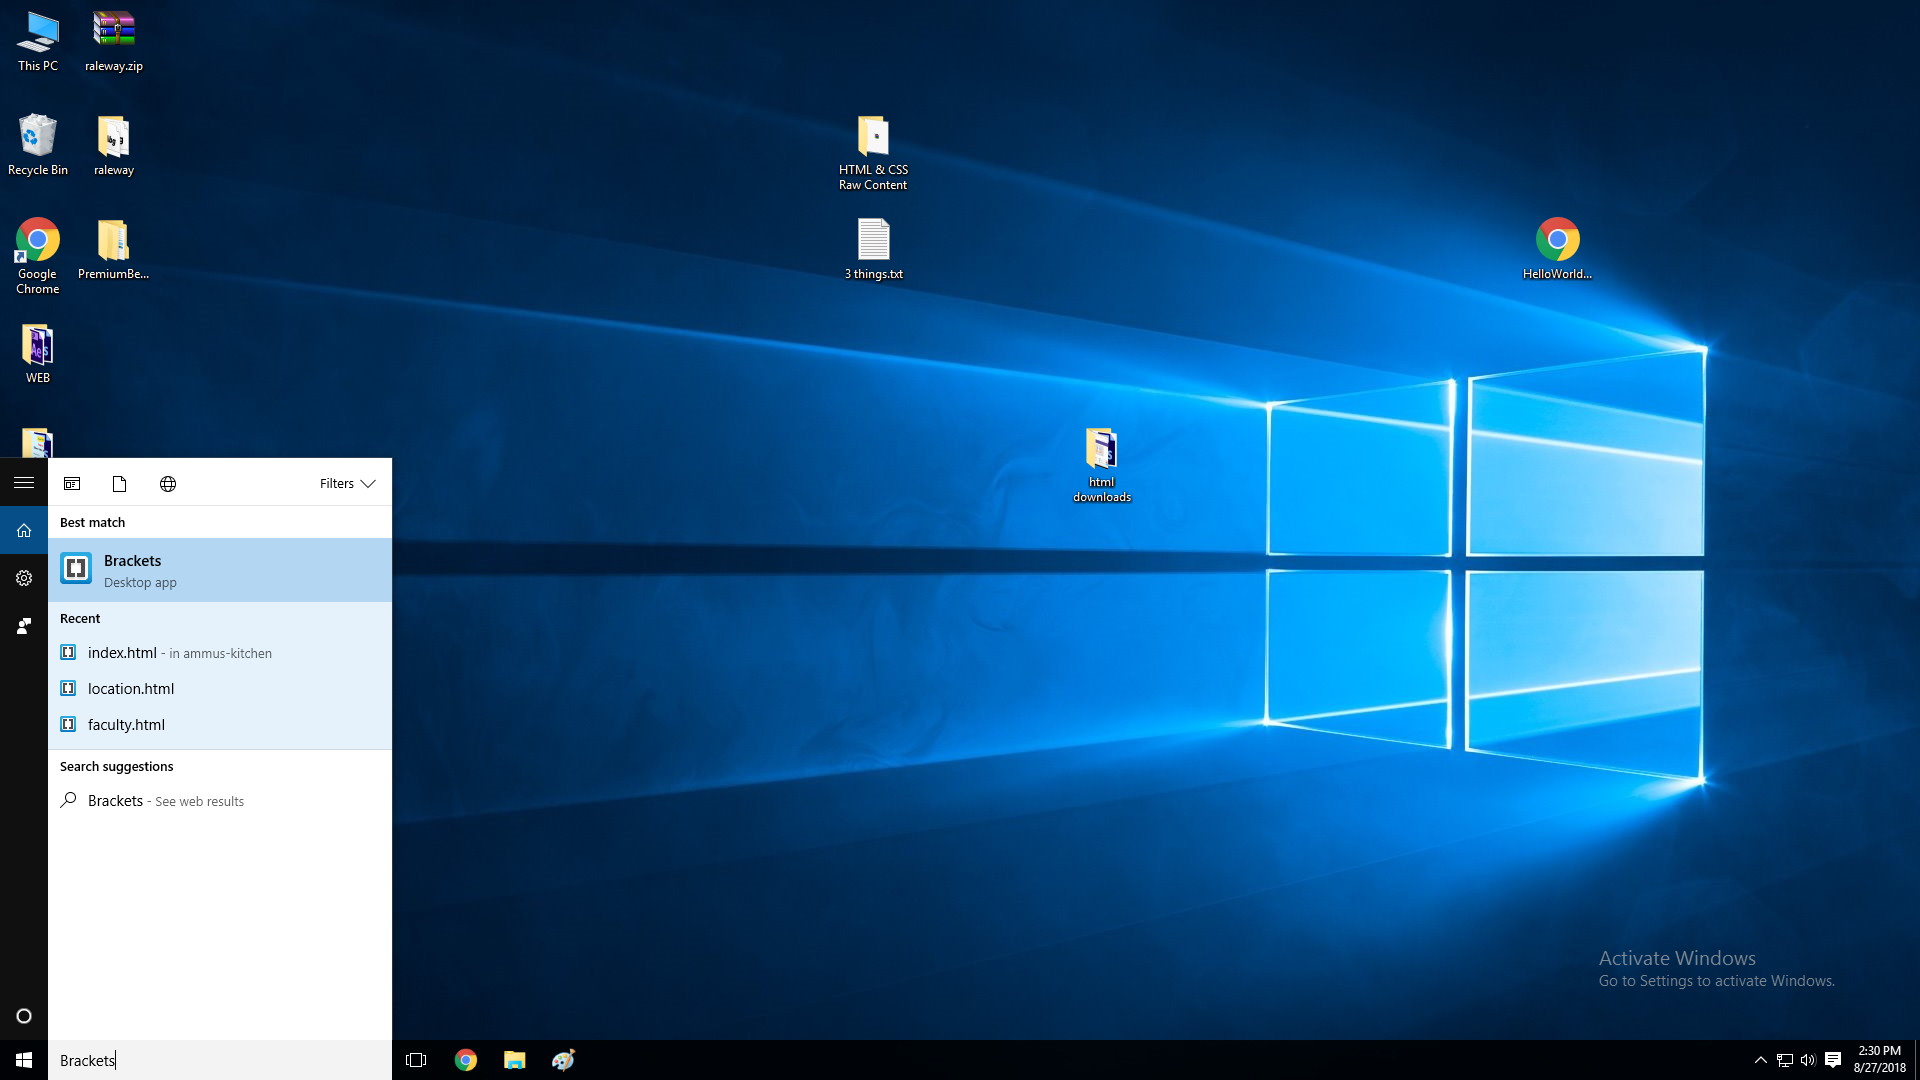 This PC
raleway.zip
Recycle Bin
raleway
HTML & CSS
Raw Content
Google
Chrome
PremiumBe...
3 things.txt
HelloWorld...
WEB
html
downloads
Filters
Best match
Brackets
Desktop app
Recent
index.html - in ammus-kitchen
location.html
faculty.html
Search suggestions
Brackets - See web results
Activate Windows
Go to Settings to activate Windows.
Brackets
2:30 PM
8/27/2018